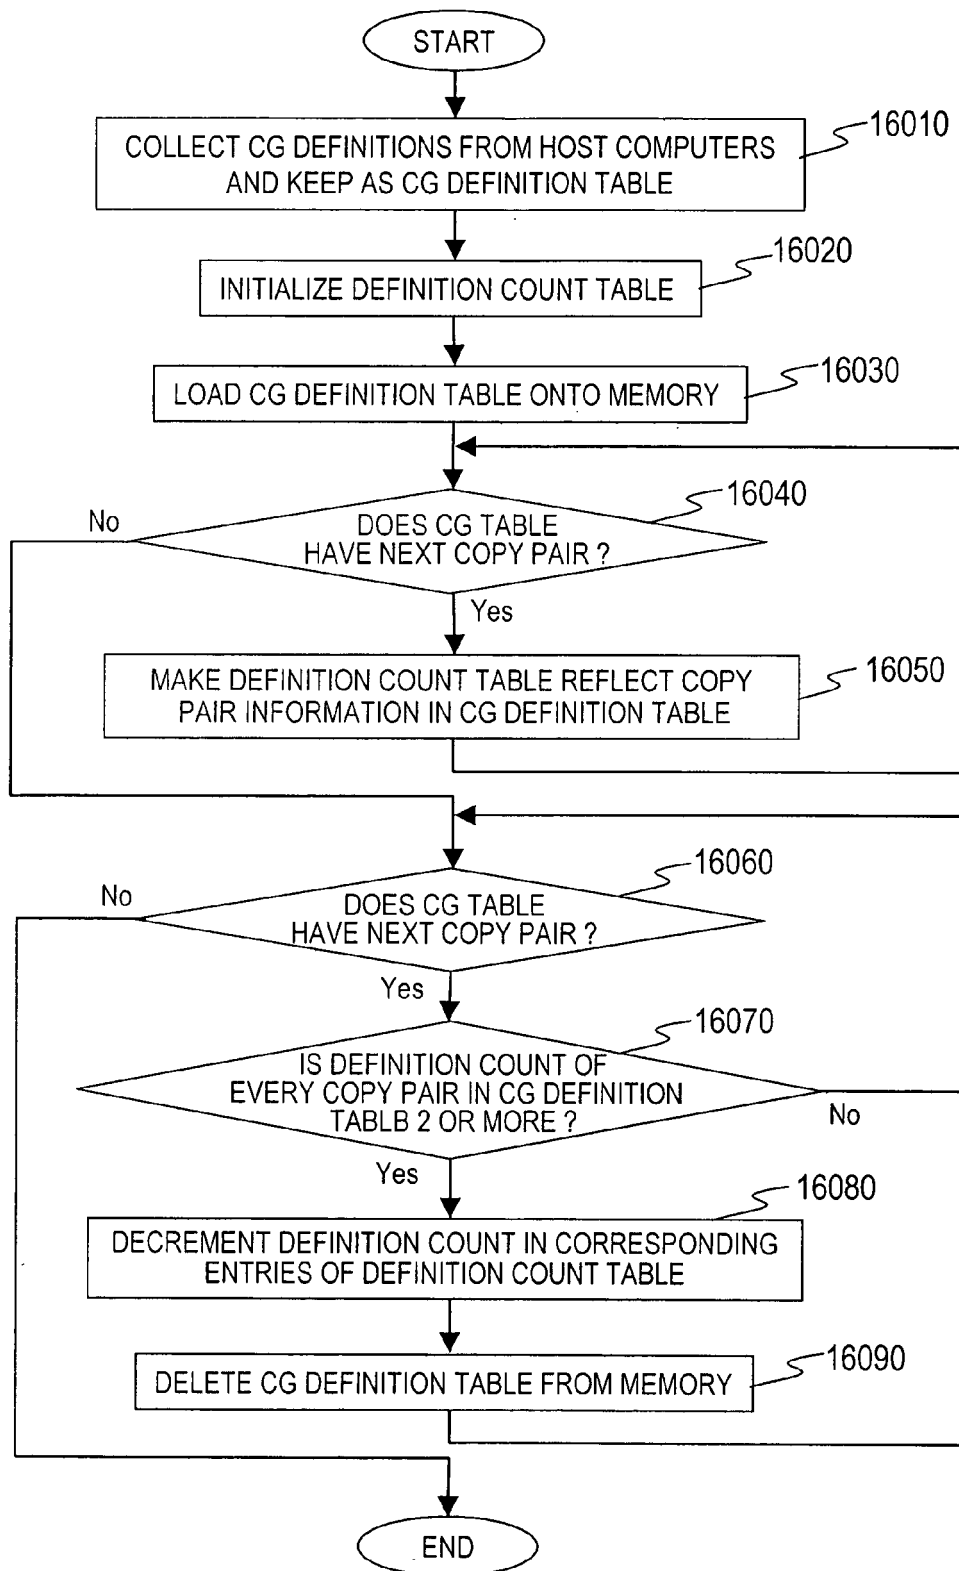 START
COLLECT CG DEFINITIONS FROM HOST COMPUTERS
AND KEEP AS CG DEFINITION TABLE
16010
INITIALIZE DEFINITION COUNT TABLE
16020
LOAD CG DEFINITION TABLE ONTO MEMORY
16030
DOES CG TABLE
HAVE NEXT COPY PAIR ?
16040
No
Yes
MAKE DEFINITION COUNT TABLE REFLECT COPY
PAIR INFORMATION IN CG DEFINITION TABLE
16050
DOES CG TABLE
HAVE NEXT COPY PAIR ?
16060
No
Yes
IS DEFINITION COUNT OF
EVERY COPY PAIR IN CG DEFINITION
TABLB 2 OR MORE ?
16070
No
Yes
DECREMENT DEFINITION COUNT IN CORRESPONDING
ENTRIES OF DEFINITION COUNT TABLE
16080
DELETE CG DEFINITION TABLE FROM MEMORY
16090
END